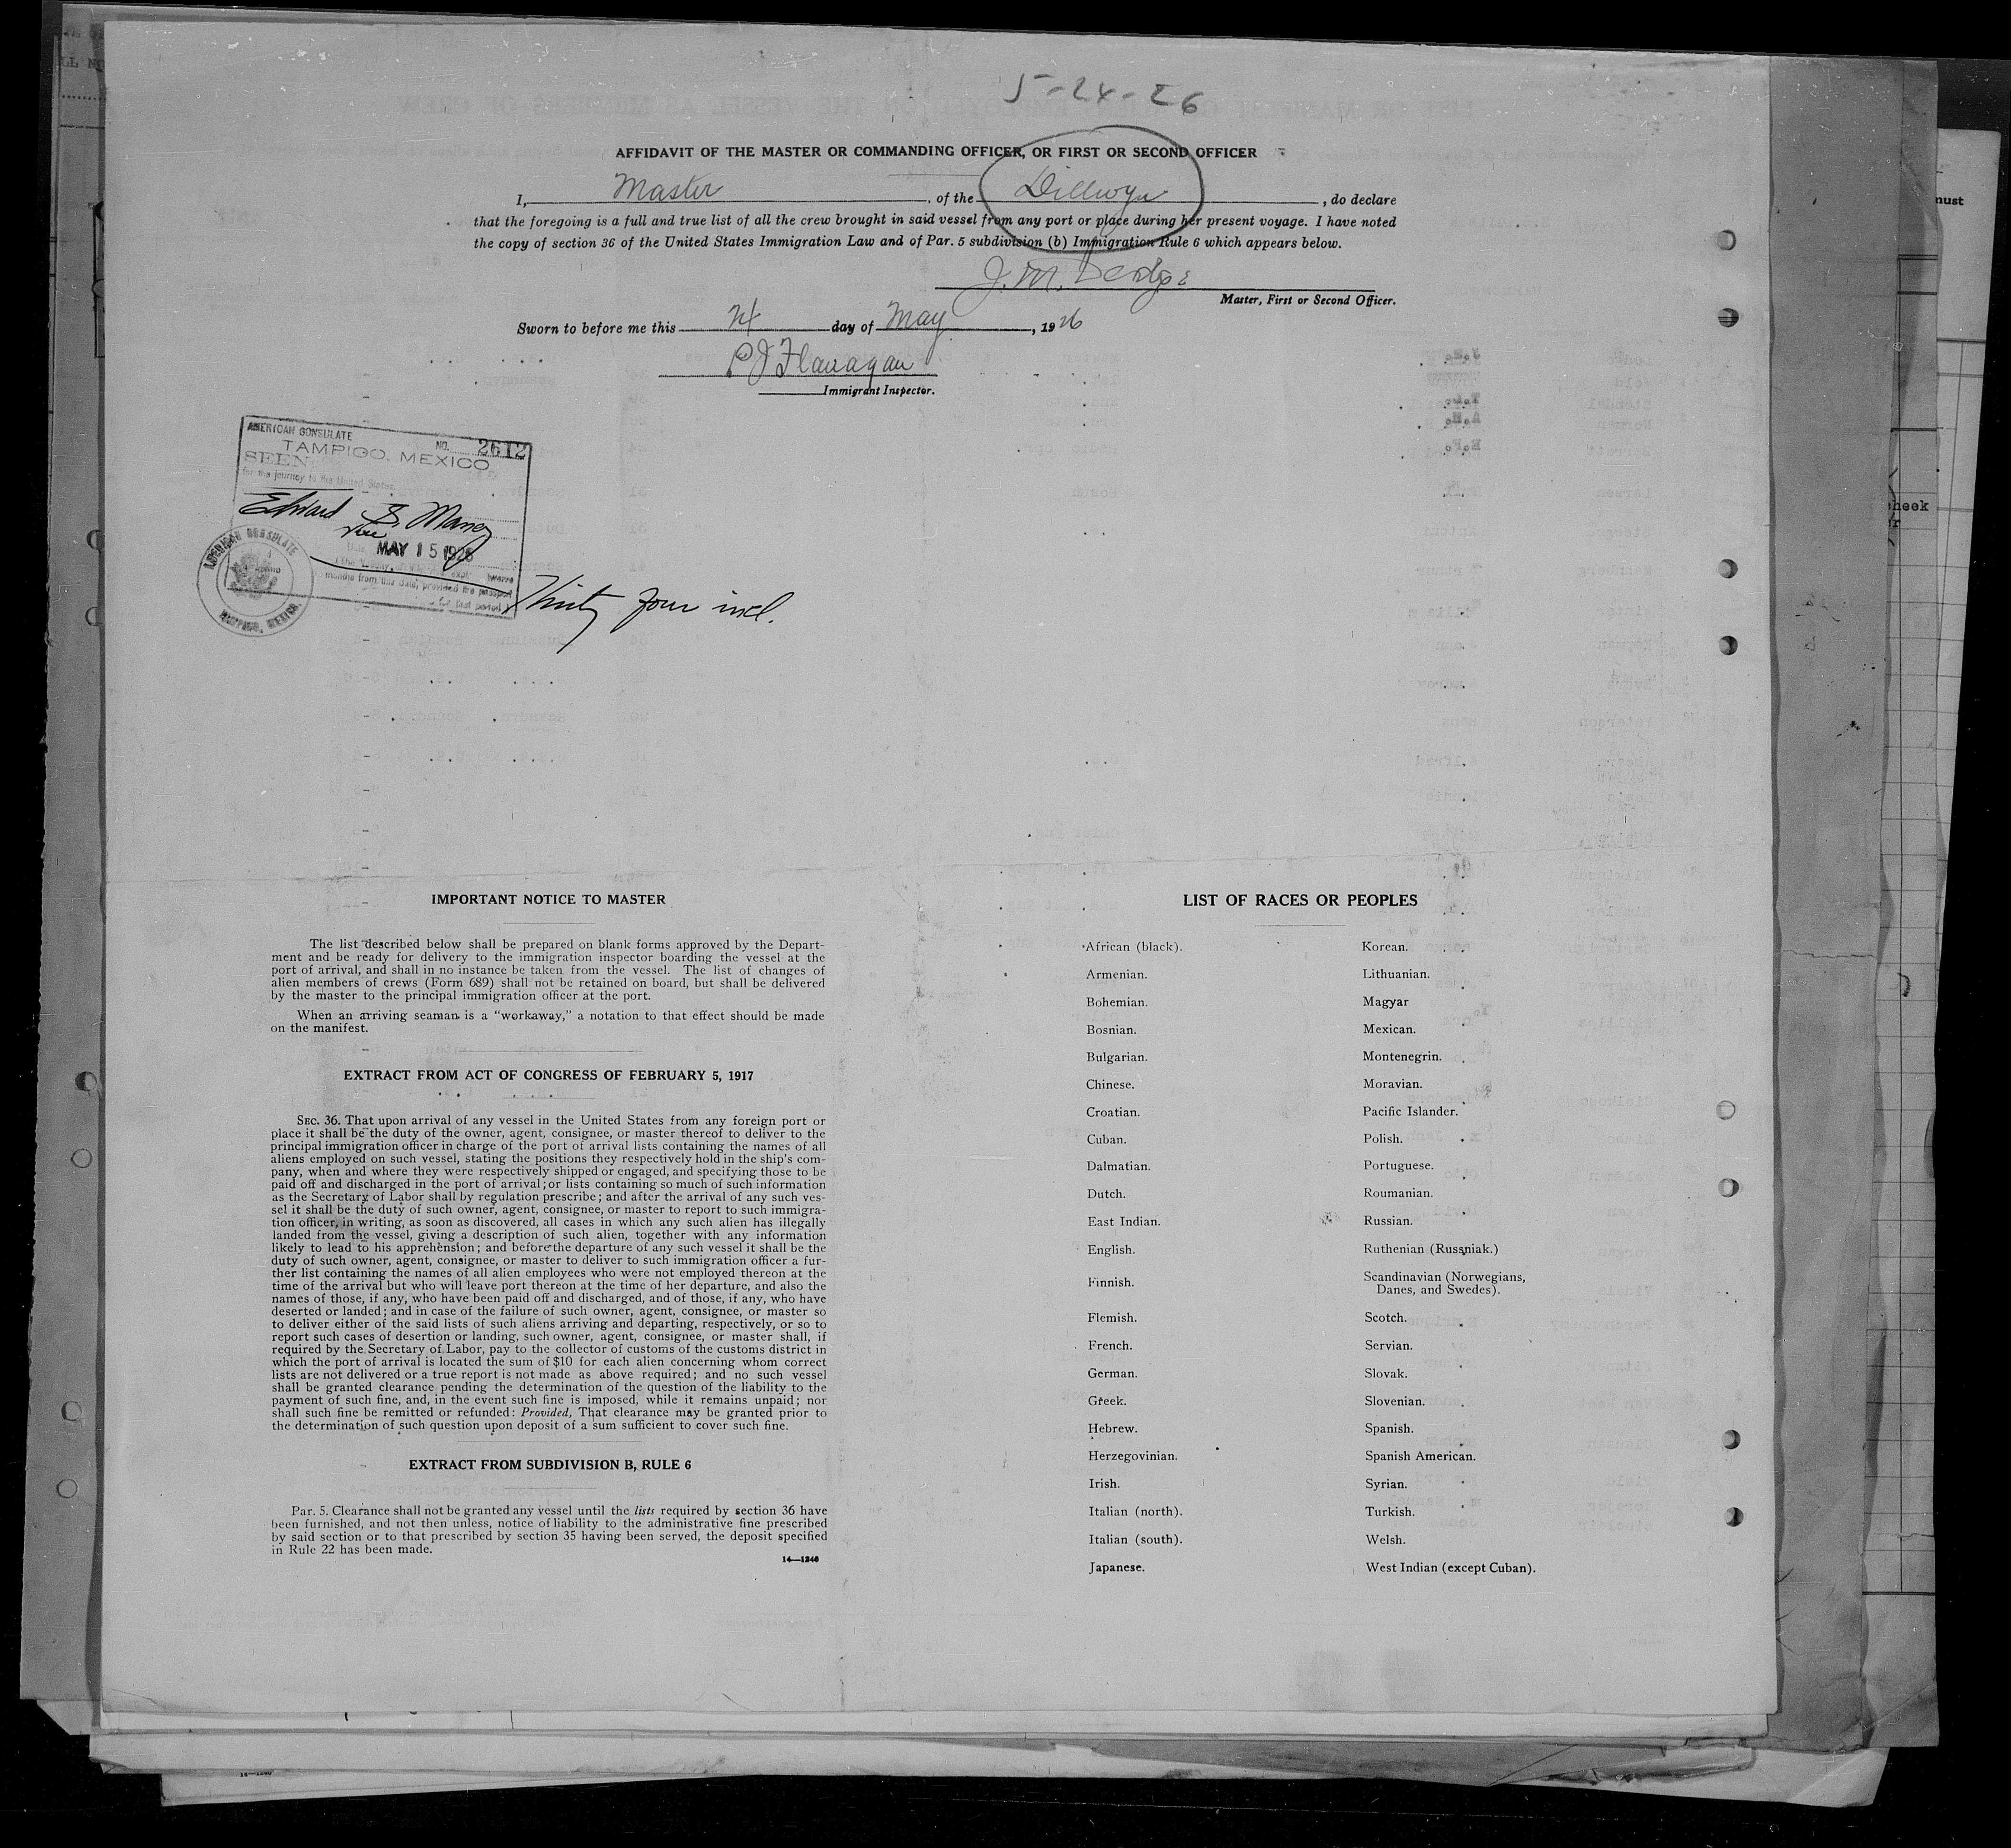 5-24-26
AFFIDAVIT OF THE MASTER OR COMMANDING OFFICER, OR FIRST OR SECOND OFFICER
I, Master, of the Dillwyn, do declare
that the foregoing is a full and true list of all the crew brought in said vessel from any port or place during her present voyage. I have noted
the copy of section 36 of the United States Immigration Law and of Par. 5 subdivision (b) Immigration Rule 6 which appears below.
J. M.
Master, First or Second Officer.
Sworn to before me this 24 day of May, 1926
P J Flanagan
Immigrant Inspector.
AMERICAN CONSULATE
NO. 2612
TAMPICO, MEXICO
SEEN
for the journey to the United States
Edward S. Maney
Vice
MAY 15 1926
months from this date, provided the passport
AMERICAN CONSULATE
TAMPICO, MEXICO.
Thirty four incl.
IMPORTANT NOTICE TO MASTER
The list described below shall be prepared on blank forms approved by the Depart-
ment and be ready for delivery to the immigration inspector boarding the vessel at the
port of arrival, and shall in no instance be taken from the vessel. The list of changes of
alien members of crews (Form 689) shall not be retained on board, but shall be delivered
by the master to the principal immigration officer at the port.
When an arriving seaman is a "workaway," a notation to that effect should be made
on the manifest.
EXTRACT FROM ACT OF CONGRESS OF FEBRUARY 5, 1917
SEC. 36. That upon arrival of any vessel in the United States from any foreign port or
place it shall be the duty of the owner, agent, consignee, or master thereof to deliver to the
principal immigration officer in charge of the port of arrival lists containing the names of all
aliens employed on such vessel, stating the positions they respectively hold in the ship's com-
pany, when and where they were respectively shipped or engaged, and specifying those to be
paid off and discharged in the port of arrival; or lists containing so much of such information
as the Secretary of Labor shall by regulation prescribe; and after the arrival of any such ves-
sel it shall be the duty of such owner, agent, consignee, or master to report to such immigra-
tion officer, in writing, as soon as discovered, all cases in which any such alien has illegally
landed from the vessel, giving a description of such alien, together with any information
likely to lead to his apprehension; and before the departure of any such vessel it shall be the
duty of such owner, agent, consignee, or master to deliver to such immigration officer a fur-
ther list containing the names of all alien employees who were not employed thereon at the
time of the arrival but who will leave port thereon at the time of her departure, and also the
names of those, if any, who have been paid off and discharged, and of those, if any, who have
deserted or landed; and in case of the failure of such owner, agent, consignee, or master so
to deliver either of the said lists of such aliens arriving and departing, respectively, or so to
report such cases of desertion or landing, such owner, agent, consignee, or master shall, if
required by the Secretary of Labor, pay to the collector of customs of the customs district in
which the port of arrival is located the sum of $10 for each alien concerning whom correct
lists are not delivered or a true report is not made as above required; and no such vessel
shall be granted clearance pending the determination of the question of the liability to the
payment of such fine, and, in the event such fine is imposed, while it remains unpaid; nor
shall such fine be remitted or refunded: Provided, That clearance may be granted prior to
the determination of such question upon deposit of a sum sufficient to cover such fine.
EXTRACT FROM SUBDIVISION B, RULE 6
Par. 5. Clearance shall not be granted any vessel until the lists required by section 36 have
been furnished, and not then unless, notice of liability to the administrative fine prescribed
by said section or to that prescribed by section 35 having been served, the deposit specified
in Rule 22 has been made.
14—1240
LIST OF RACES OR PEOPLES
African (black).
Armenian.
Bohemian.
Bosnian.
Bulgarian.
Chinese.
Croatian.
Cuban.
Dalmatian.
Dutch.
East Indian.
English.
Finnish.
Flemish.
French.
German.
Greek.
Hebrew.
Herzegovinian.
Irish.
Italian (north).
Italian (south).
Japanese.
Korean.
Lithuanian.
Magyar
Mexican.
Montenegrin.
Moravian.
Pacific Islander.
Polish.
Portuguese.
Roumanian.
Russian.
Ruthenian (Russniak.)
Scandinavian (Norwegians,
Danes, and Swedes).
Scotch.
Servian.
Slovak.
Slovenian.
Spanish.
Spanish American.
Syrian.
Turkish.
Welsh.
West Indian (except Cuban).